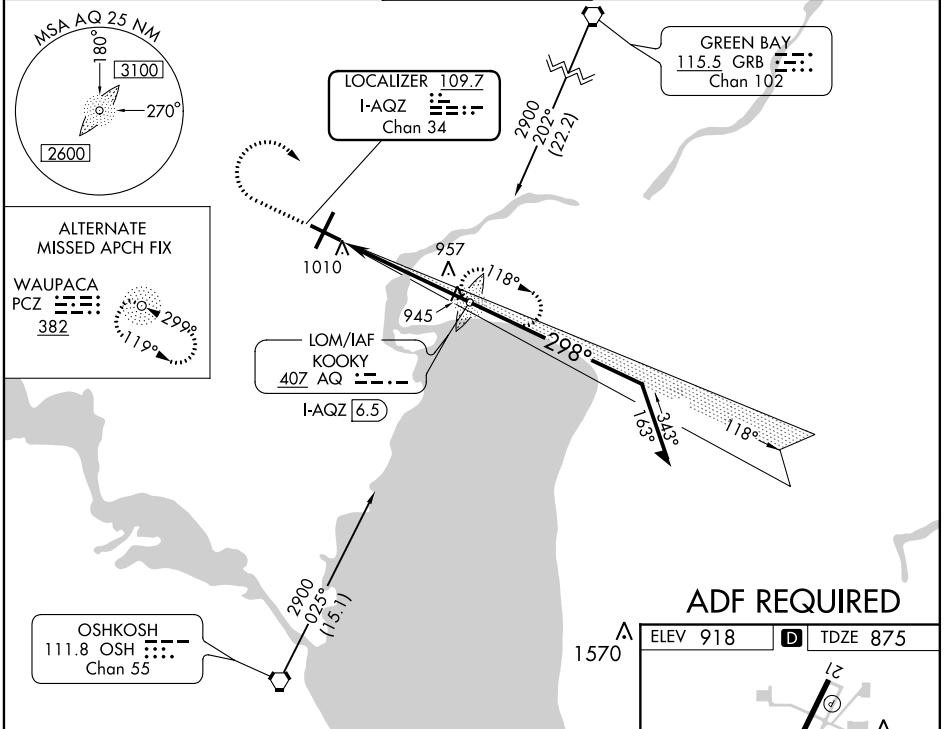 MSA AQ 25 NM
180°
3100
270°
2600
LOCALIZER 109.7
I-AQZ
Chan 34
GREEN BAY
115.5 GRB
Chan 102
2900
202°
(22.2)
ALTERNATE
MISSED APCH FIX
WAUPACA
PCZ
382
299°
119°
1010
957
945
118°
LOM/IAF
KOOKY
407 AQ
I-AQZ 6.5
298°
343°
163°
118°
2900
025°
(15.1)
OSHKOSH
111.8 OSH
Chan 55
1570
ADF REQUIRED
ELEV 918 D TDZE 875
21
P